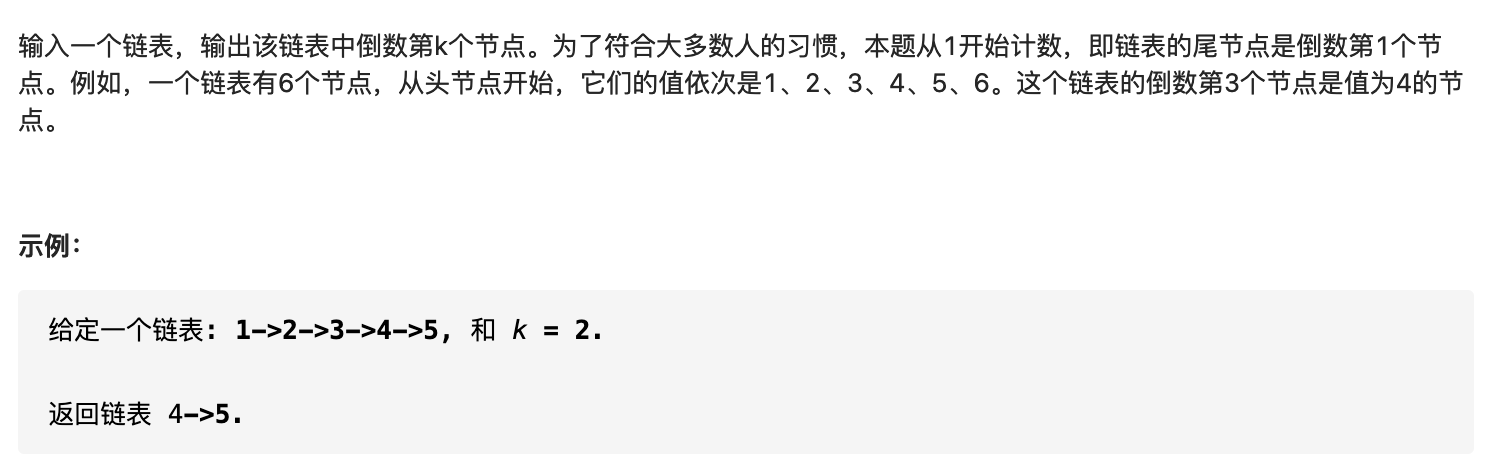 输入一个链表，输出该链表中倒数第k个节点。为了符合大多数人的习惯，本题从1开始计数，即链表的尾节点是倒数第1个节
点。例如，一个链表有6个节点，从头节点开始，它们的值依次是1、2、3、4、5、6。这个链表的倒数第3个节点是值为4的节
点。
示例：
给定一个链表: 1->2->3->4->5, 和 k = 2.
返回链表 4->5.